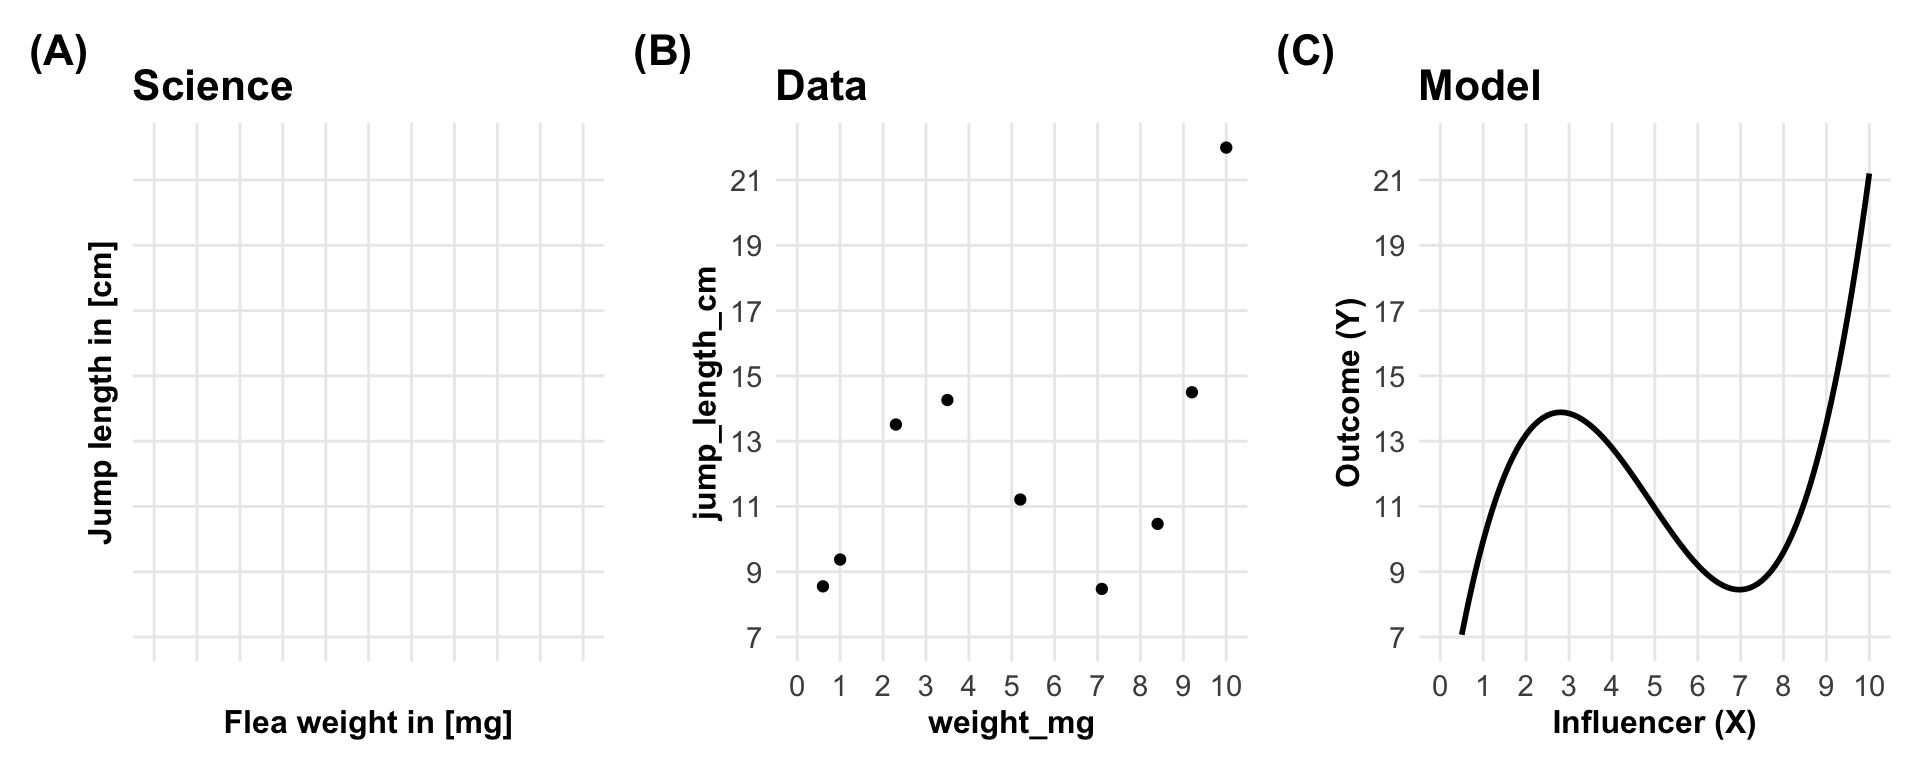 (A)
Science
Jump length in [cm]
Flea weight in [mg]
(B)
Data
jump_length_cm
21
19
17
15
13
11
9
7
0 1 2 3 4 5 6 7 8 9 10
weight_mg
(C)
Model
Outcome (Y)
21
19
17
15
13
11
9
7
0 1 2 3 4 5 6 7 8 9 10
Influencer (X)